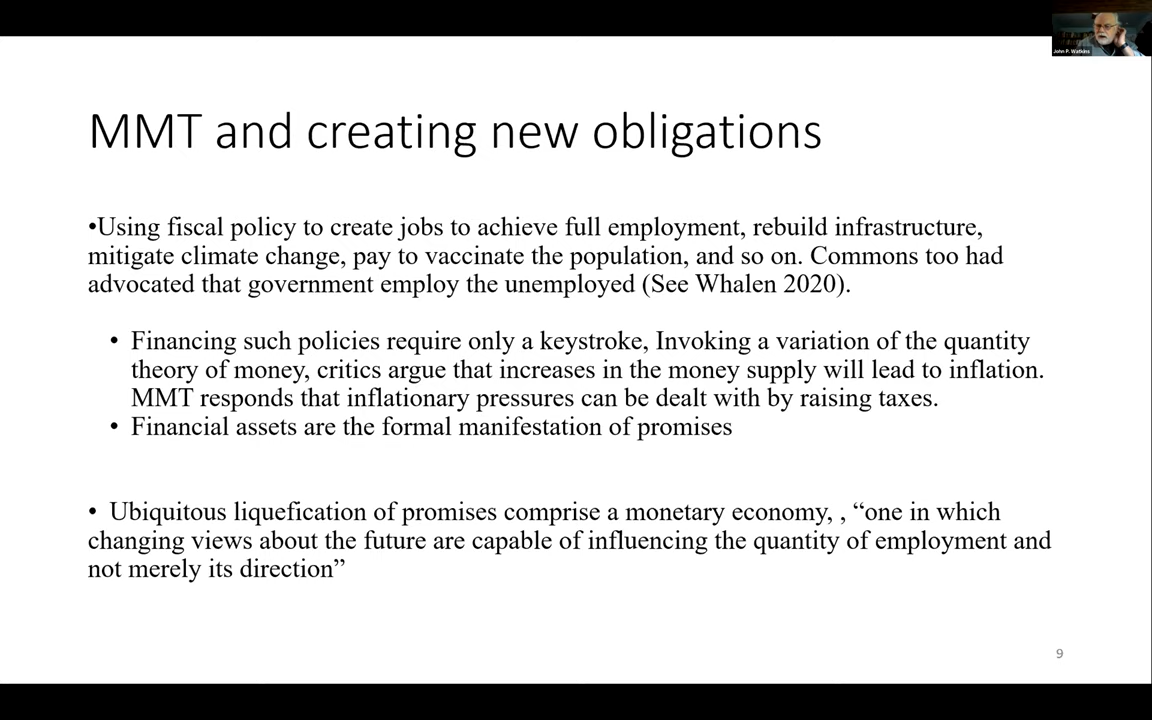 John P. Watkins
MMT and creating new obligations
•Using fiscal policy to create jobs to achieve full employment, rebuild infrastructure,
mitigate climate change, pay to vaccinate the population, and so on. Commons too had
advocated that government employ the unemployed (See Whalen 2020).
• Financing such policies require only a keystroke, Invoking a variation of the quantity
theory of money, critics argue that increases in the money supply will lead to inflation.
MMT responds that inflationary pressures can be dealt with by raising taxes.
• Financial assets are the formal manifestation of promises
• Ubiquitous liquefication of promises comprise a monetary economy, , “one in which
changing views about the future are capable of influencing the quantity of employment and
not merely its direction”
9